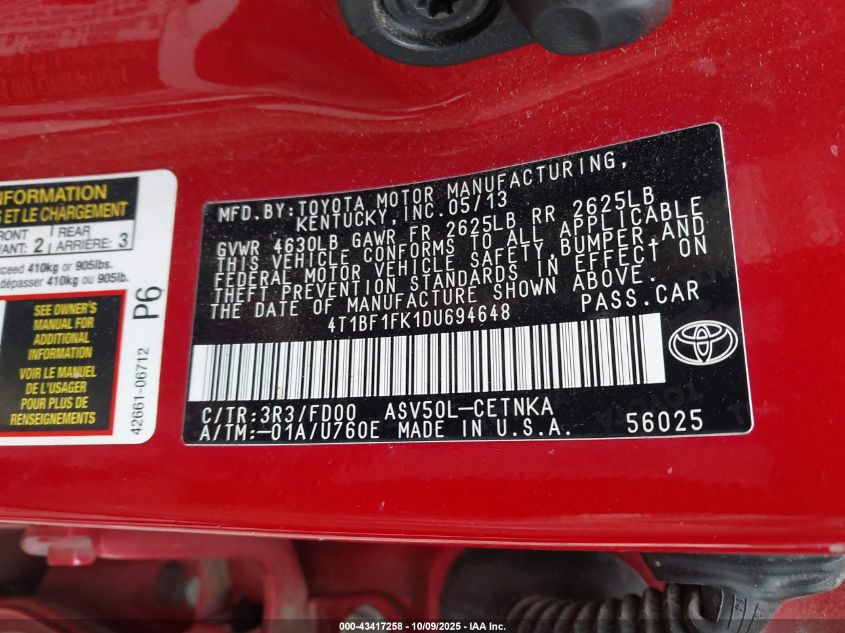 NFORMATION
S ET LE CHARGEMENT
FRONT
VANT: 2
REAR
ARRIÈRE: 3
xceed 410kg or 905lbs.
dépasser 410kg ou 905lb.
SEE OWNER'S
MANUAL FOR
ADDITIONAL
INFORMATION
VOIR LE MANUEL
DE L'USAGER
POUR PLUS DE
RENSEIGNEMENTS
P6
42661-06712
MFD.BY:TOYOTA MOTOR MANUFACTURING,
KENTUCKY, INC. 05/13
GVWR 4630LB GAWR FR 2625LB RR 2625LB
THIS VEHICLE CONFORMS TO ALL APPLICABLE
FEDERAL MOTOR VEHICLE SAFETY,BUMPER,AND
THEFT PREVENTION STANDARDS IN EFFECT ON
THE DATE OF MANUFACTURE SHOWN ABOVE.
4T1BF1FK1DU694648 PASS.CAR
C/TR:3R3/FD00 ASV50L-CETNKA
A/TM:-01A/U760E MADE IN U.S.A. 56025
000-43417258 - 10/09/2025 - IAA Inc.